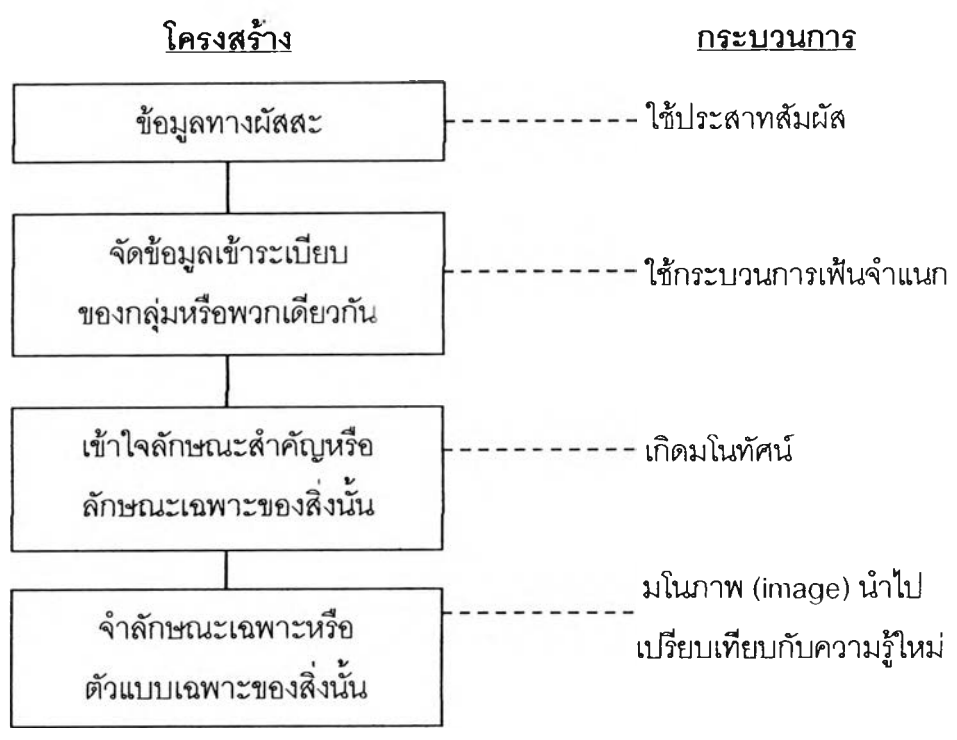 โครงสร้าง
กระบวนการ
ข้อมูลทางผัสสะ
ใช้ประสาทสัมผัส
จัดข้อมูลเข้าระเบียบ
ของกลุ่มหรือพวกเดียวกัน
ใช้กระบวนการเฟ้นจำแนก
เข้าใจลักษณะสำคัญหรือ
ลักษณะเฉพาะของสิ่งนั้น
เกิดมโนทัศน์
จำลักษณะเฉพาะหรือ
ตัวแบบเฉพาะของสิ่งนั้น
มโนภาพ (image) นำไป
เปรียบเทียบกับความรู้ใหม่